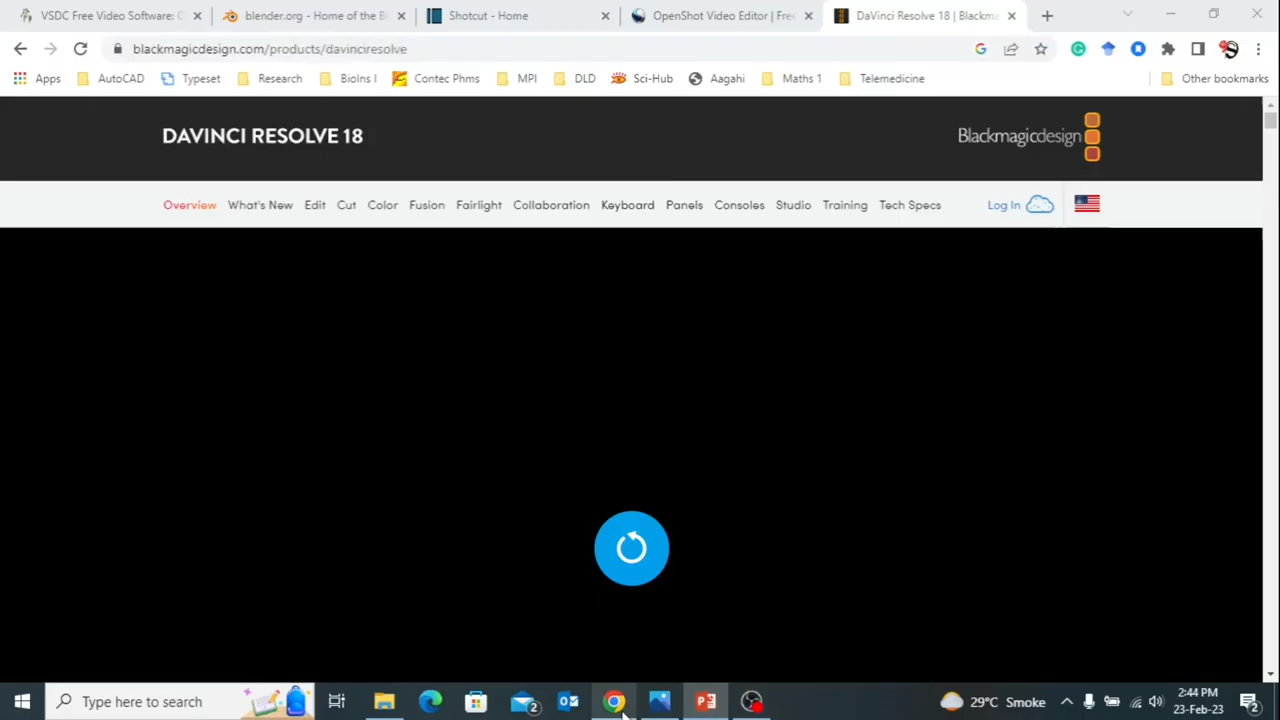 VSDC Free Video Software:
blender.org - Home of the B
Shotcut - Home
OpenShot Video Editor | Free
DaVinci Resolve 18 | Blackma
blackmagicdesign.com/products/davinciresolve
Apps
AutoCAD
Typeset
Research
BioIns I
Contec Phms
MPI
DLD
Sci-Hub
Aagahi
Maths 1
Telemedicine
Other bookmarks
DAVINCI RESOLVE 18
Blackmagicdesign
Overview
What's New
Edit
Cut
Color
Fusion
Fairlight
Collaboration
Keyboard
Panels
Consoles
Studio
Training
Tech Specs
Log In
Type here to search
2
29°C Smoke
2:44 PM
23-Feb-23
2